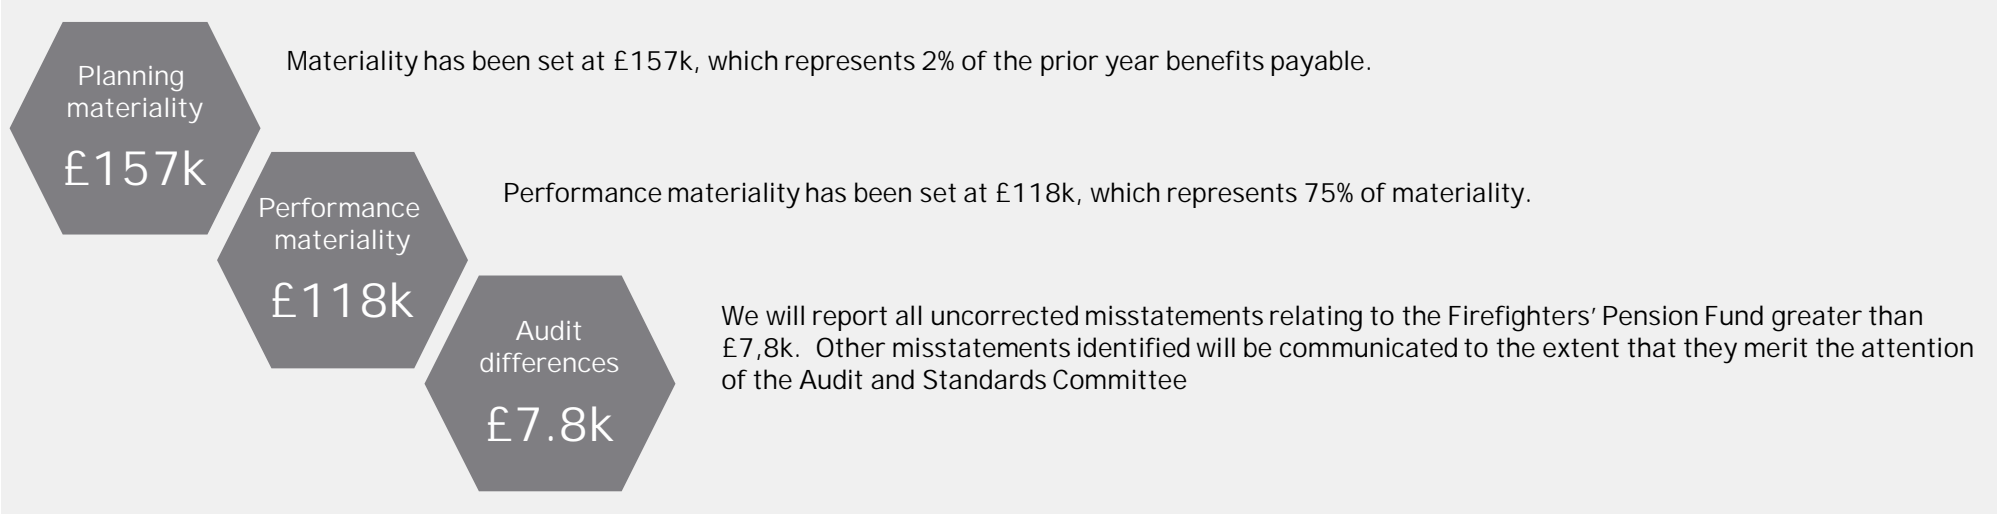 Planning
materiality
£157k
Materiality has been set at £157k, which represents 2% of the prior year benefits payable.
Performance
materiality
£118k
Performance materiality has been set at £118k, which represents 75% of materiality.
Audit
differences
£7.8k
We will report all uncorrected misstatements relating to the Firefighters’ Pension Fund greater than
£7,8k.  Other misstatements identified will be communicated to the extent that they merit the attention
of the Audit and Standards Committee